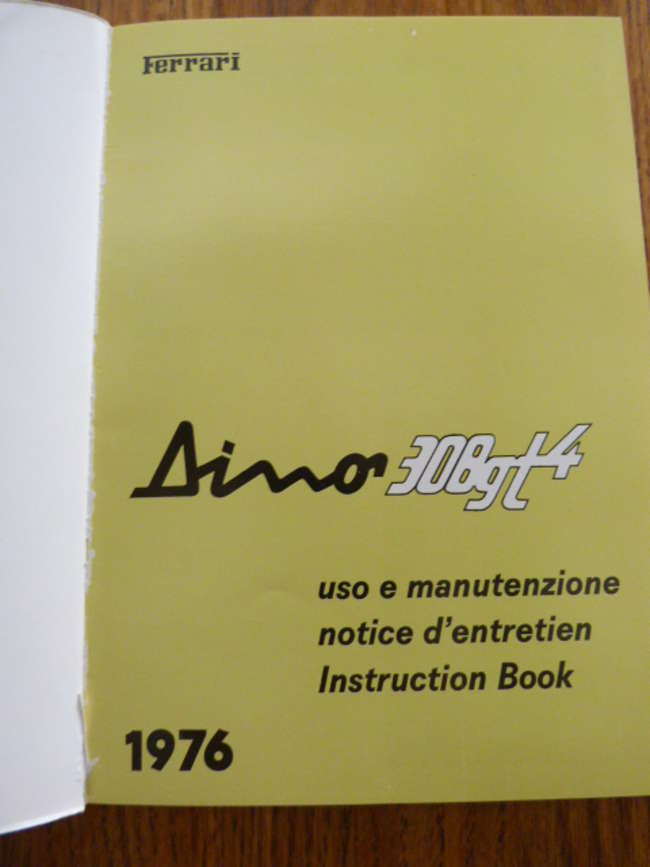 Ferrari
Dino 308gt4
uso e manutenzione
notice d'entretien
Instruction Book
1976